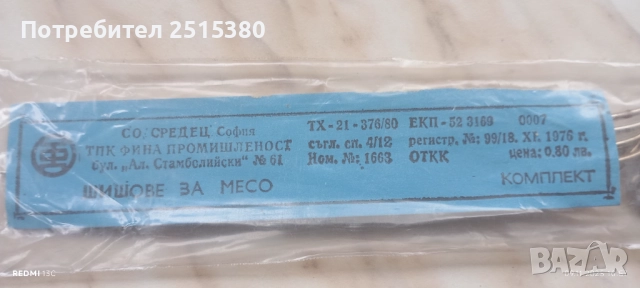 Потребител 2515380
СО „СРЕДЕЦ" София
ТПК ФИНА ПРОМИШЛЕНОСТ
бул. „Ал. Стамболийски" № 61
ШИШОВЕ ЗА МЕСО
ТХ-21-376/80
съгл. сп. 4/12
Ном. №: 1663
ЕКП-52 3169 0007
регистр. №: 99/18. XI. 1976 г.
ОТКК цена: 0.80 лв.
КОМПЛЕКТ
REDMI 13C
BAZAR